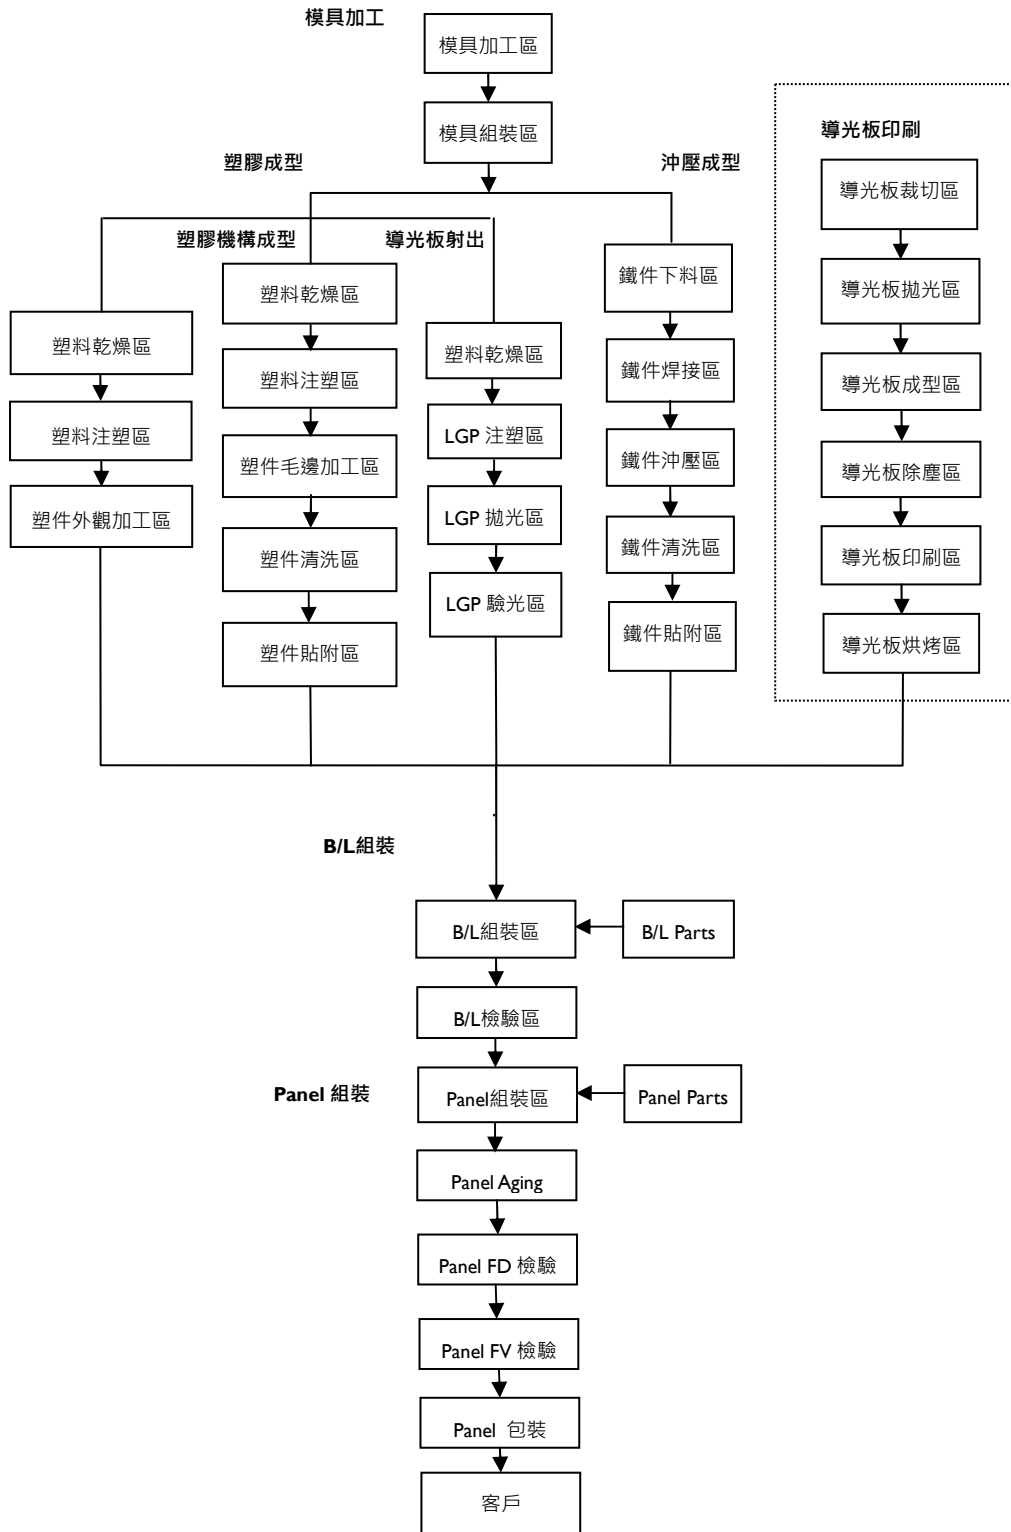 模具加工
模具加工區
模具組裝區
塑膠成型
沖壓成型
塑膠機構成型
導光板射出
塑料乾燥區
塑料注塑區
塑件外觀加工區
塑料乾燥區
塑料注塑區
塑件毛邊加工區
塑件清洗區
塑件貼附區
塑料乾燥區
LGP 注塑區
LGP 拋光區
LGP 驗光區
鐵件下料區
鐵件焊接區
鐵件沖壓區
鐵件清洗區
鐵件貼附區
導光板印刷
導光板裁切區
導光板拋光區
導光板成型區
導光板除塵區
導光板印刷區
導光板烘烤區
B/L組裝
B/L組裝區
B/L Parts
B/L檢驗區
Panel 組裝
Panel組裝區
Panel Parts
Panel Aging
Panel FD 檢驗
Panel FV 檢驗
Panel 包裝
客戶